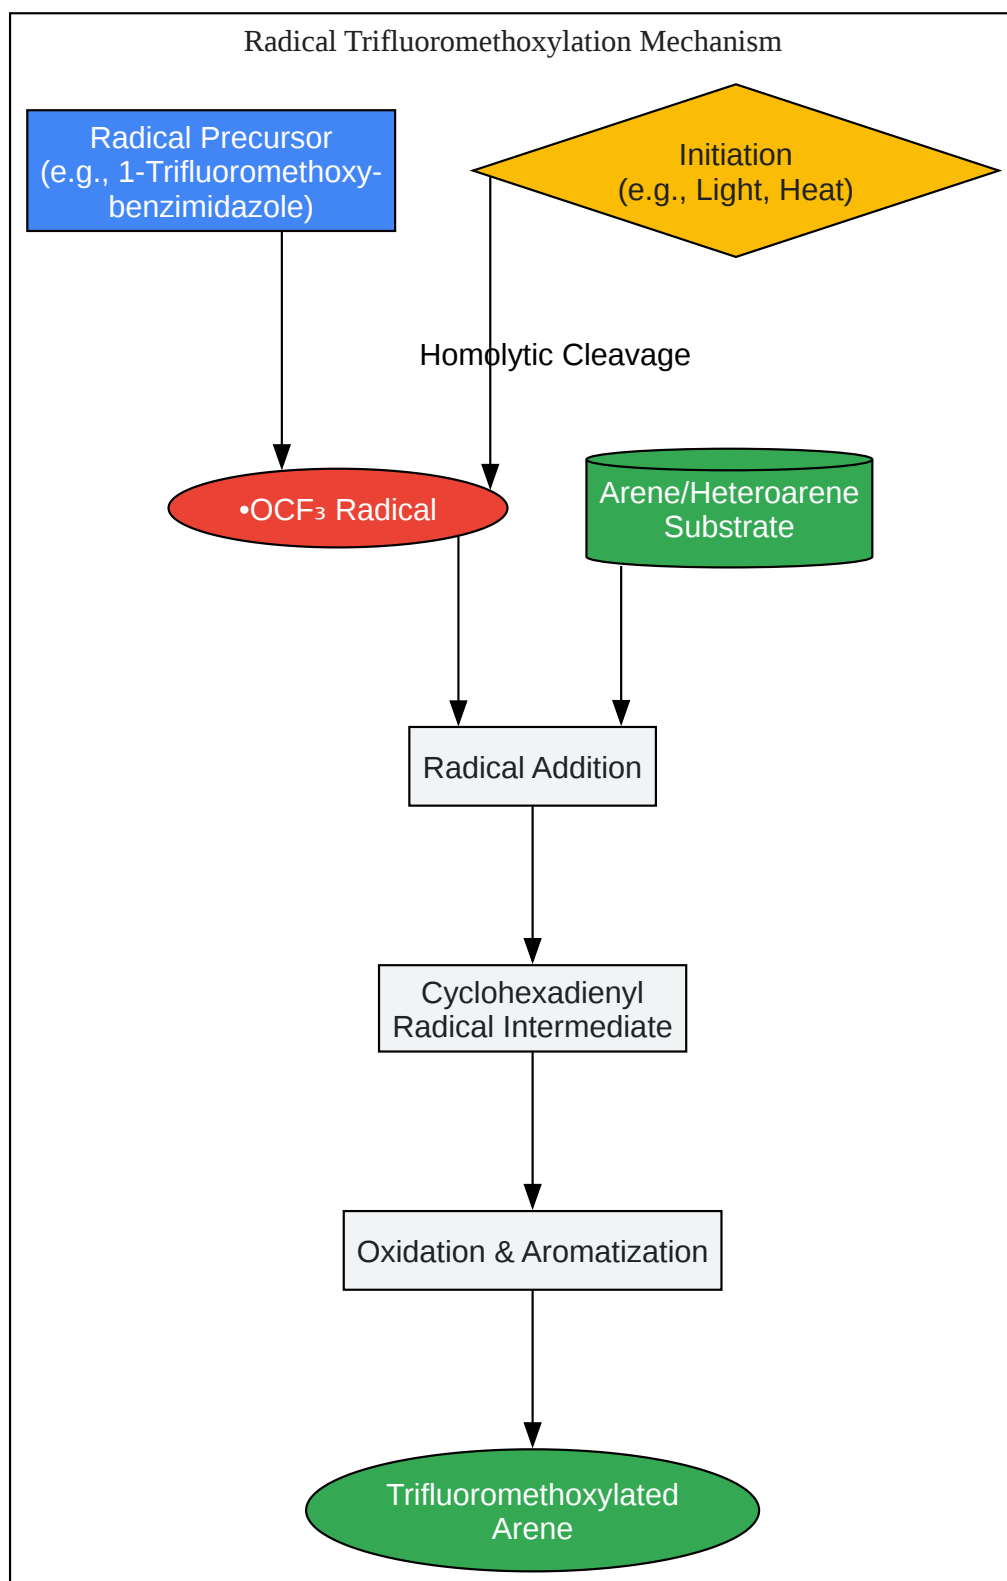 Radical Trifluoromethoxylation Mechanism
Radical Precursor
(e.g., 1-Trifluoromethoxy-
benzimidazole)
Initiation
(e.g., Light, Heat)
Homolytic Cleavage
•OCF₃ Radical
Arene/Heteroarene
Substrate
Radical Addition
Cyclohexadienyl
Radical Intermediate
Oxidation & Aromatization
Trifluoromethoxylated
Arene